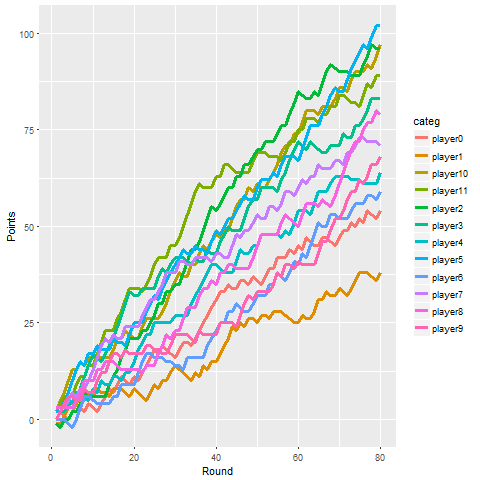 100
75
50
25
0
Points
0
20
40
60
80
Round
categ
player0
player1
player10
player11
player2
player3
player4
player5
player6
player7
player8
player9